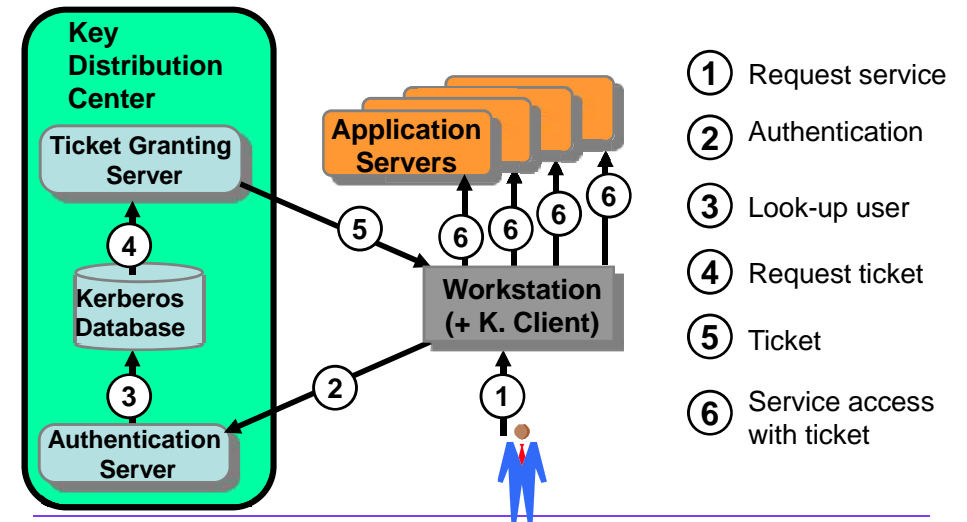 Key
Distribution
Center
Ticket Granting
Server
4
Kerberos
Database
3
Authentication
Server
5
2
Application
Servers
6
6
6
6
Workstation
(+ K. Client)
1
1 Request service
2 Authentication
3 Look-up user
4 Request ticket
5 Ticket
6 Service access
with ticket